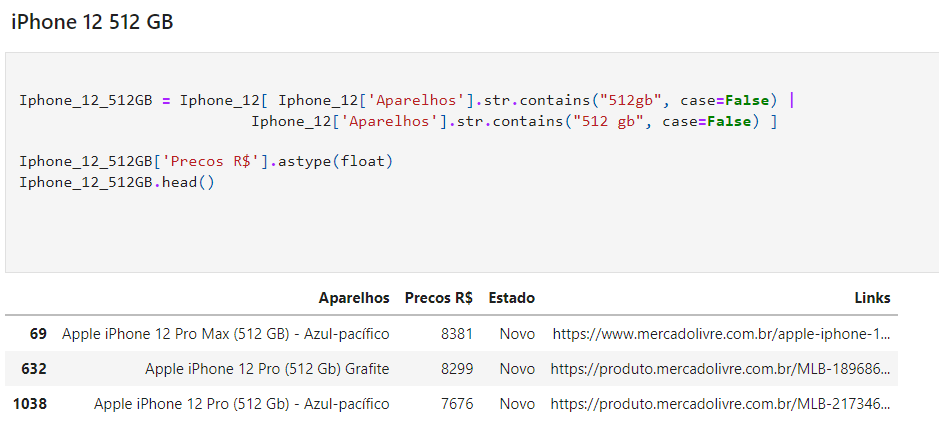 iPhone 12 512 GB
Iphone_12_512GB = Iphone_12[ Iphone_12['Aparelhos'].str.contains("512gb", case=False) |
Iphone_12['Aparelhos'].str.contains("512 gb", case=False) ]
Iphone_12_512GB['Precos R$'].astype(float)
Iphone_12_512GB.head()
Aparelhos Precos R$ Estado Links
69 Apple iPhone 12 Pro Max (512 GB) - Azul-pacífico 8381 Novo https://www.mercadolivre.com.br/apple-iphone-1...
632 Apple iPhone 12 Pro (512 Gb) Grafite 8299 Novo https://produto.mercadolivre.com.br/MLB-189686...
1038 Apple iPhone 12 Pro (512 Gb) - Azul-pacífico 7676 Novo https://produto.mercadolivre.com.br/MLB-217346...